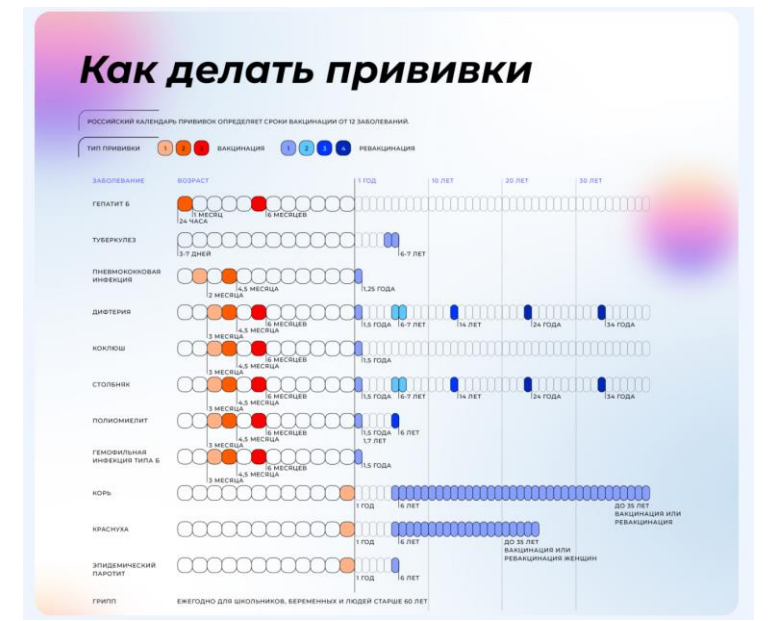 Как делать прививки
РОССИЙСКИЙ КАЛЕНДАРЬ ПРИВИВОК ОПРЕДЕЛЯЕТ СРОКИ ВАКЦИНАЦИИ ОТ 12 ЗАБОЛЕВАНИЙ.
ТИП ПРИВИВКИ 1 2 3 ВАКЦИНАЦИЯ 1 2 3 4 РЕВАКЦИНАЦИЯ
ЗАБОЛЕВАНИЕ ВОЗРАСТ 1 ГОД 10 ЛЕТ 20 ЛЕТ 30 ЛЕТ
ГЕПАТИТ Б
1 МЕСЯЦ 6 МЕСЯЦЕВ
24 ЧАСА
ТУБЕРКУЛЕЗ
3-7 ДНЕЙ 6-7 ЛЕТ
ПНЕВМОКОККОВАЯ
ИНФЕКЦИЯ
4,5 МЕСЯЦА 1,25 ГОДА
2 МЕСЯЦА
ДИФТЕРИЯ
6 МЕСЯЦЕВ 1,5 ГОДА 6-7 ЛЕТ 14 ЛЕТ 24 ГОДА 34 ГОДА
4,5 МЕСЯЦА
3 МЕСЯЦА
КОКЛЮШ
6 МЕСЯЦЕВ 1,5 ГОДА
4,5 МЕСЯЦА
3 МЕСЯЦА
СТОЛБНЯК
6 МЕСЯЦЕВ 1,5 ГОДА 6-7 ЛЕТ 14 ЛЕТ 24 ГОДА 34 ГОДА
4,5 МЕСЯЦА
3 МЕСЯЦА
ПОЛИОМИЕЛИТ
6 МЕСЯЦЕВ 1,5 ГОДА 6 ЛЕТ
4,5 МЕСЯЦА 1,7 ЛЕТ
3 МЕСЯЦА
ГЕМОФИЛЬНАЯ
ИНФЕКЦИЯ ТИПА Б
6 МЕСЯЦЕВ 1,5 ГОДА
4,5 МЕСЯЦА
3 МЕСЯЦА
КОРЬ
1 ГОД 6 ЛЕТ ДО 35 ЛЕТ
ВАКЦИНАЦИЯ ИЛИ
РЕВАКЦИНАЦИЯ
КРАСНУХА
1 ГОД 6 ЛЕТ ДО 35 ЛЕТ
ВАКЦИНАЦИЯ ИЛИ
РЕВАКЦИНАЦИЯ ЖЕНЩИН
ЭПИДЕМИЧЕСКИЙ
ПАРОТИТ
1 ГОД 6 ЛЕТ
ГРИПП ЕЖЕГОДНО ДЛЯ ШКОЛЬНИКОВ, БЕРЕМЕННЫХ И ЛЮДЕЙ СТАРШЕ 60 ЛЕТ